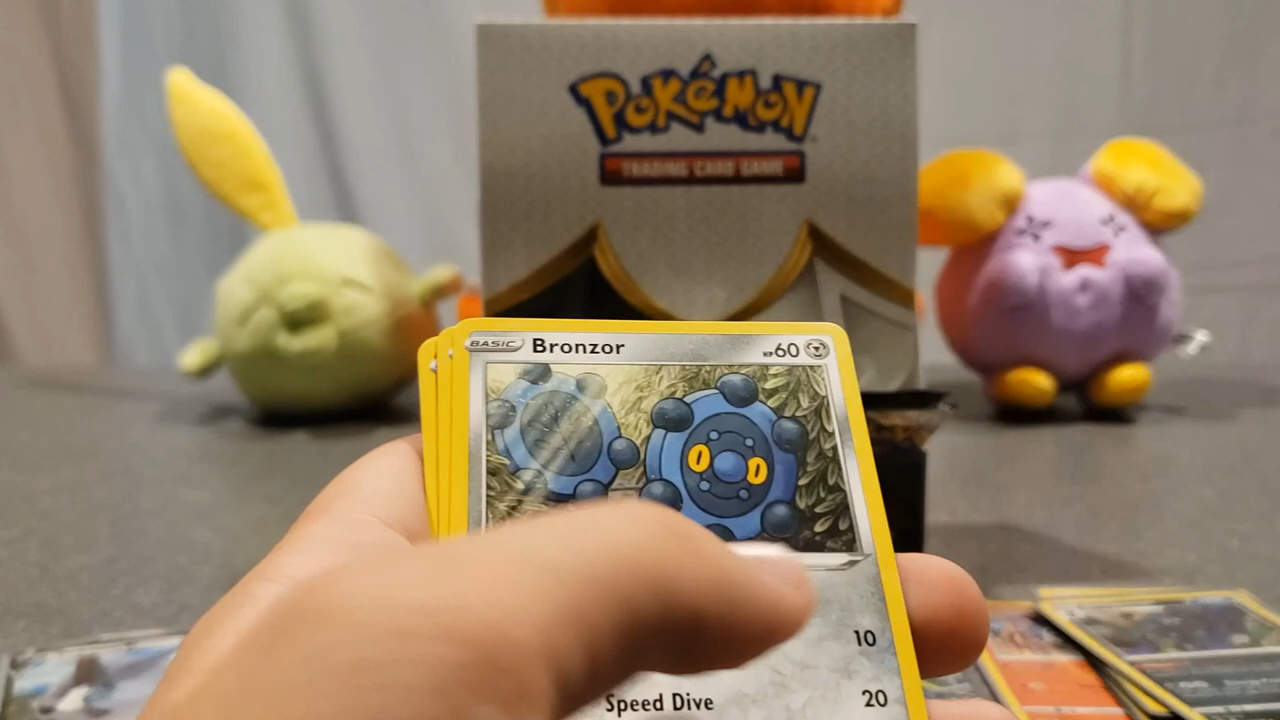 POKéMON
TRADING CARD GAME
BASIC Bronzor HP60
10
Speed Dive 20